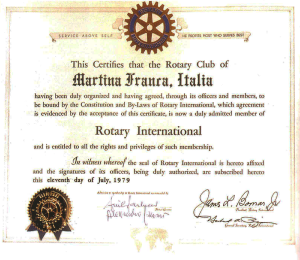 SERVICE ABOVE SELF
HE PROFITS MOST WHO SERVES BEST
This Certifies that the Rotary Club of
Martina Franca, Italia
having been duly organized and having agreed, through its officers and members, to
be bound by the Constitution and By-Laws of Rotary International, which agreement
is evidenced by the acceptance of this certificate, is now a duly admitted member of
Rotary International
and is entitled to all the rights and privileges of membership.
In witness whereof the seal of Rotary International is hereto affixed
and the signatures of its officers, being duly authorized, are subscribed hereto
this eleventh day of July, 1979
James L. Bomar Jr